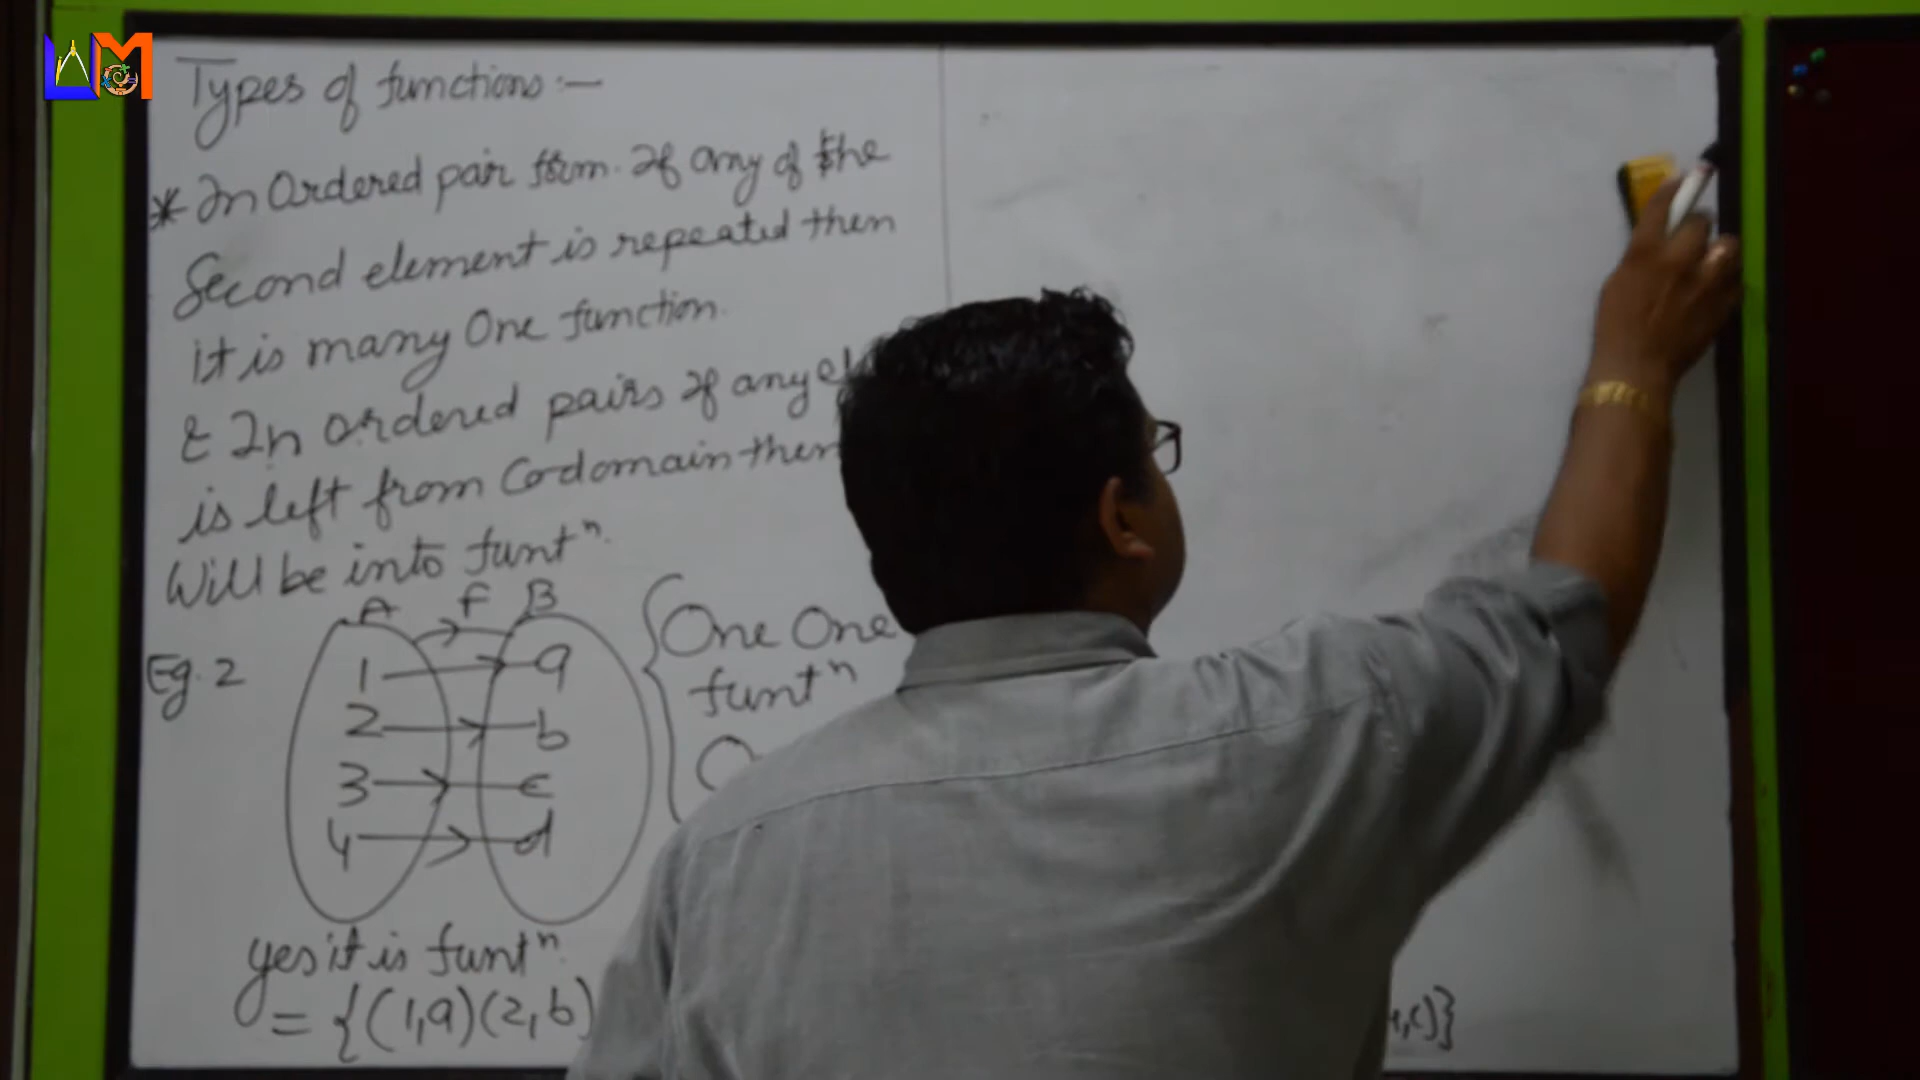 Types of functions:-
* In Ordered pair form. If any of the
Second element is repeated then
it is many One function.
& In ordered pairs if any
is left from Codomain then
Will be into funtⁿ.
A F B
Eg. 2
1 a
2 b
3 c
4 d
{ One One
funtⁿ
yes it is funtⁿ.
= {(1,a)(2,b)
,c)}